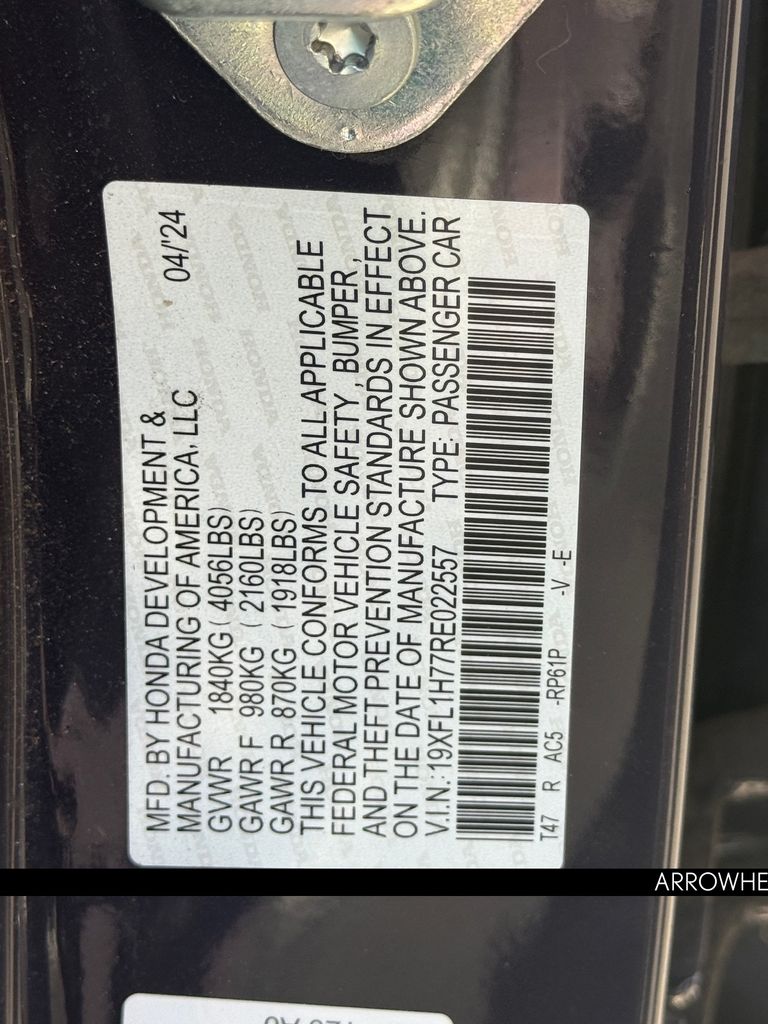 MFD. BY HONDA DEVELOPMENT &
MANUFACTURING OF AMERICA, LLC 04/'24
GVWR 1840KG ( 4056LBS)
GAWR F 980KG ( 2160LBS)
GAWR R 870KG ( 1918LBS)
THIS VEHICLE CONFORMS TO ALL APPLICABLE
FEDERAL MOTOR VEHICLE SAFETY , BUMPER ,
AND THEFT PREVENTION STANDARDS IN EFFECT
ON THE DATE OF MANUFACTURE SHOWN ABOVE.
V.I.N.:19XFL1H77RE022557 TYPE: PASSENGER CAR
T47 R AC5 -RP61P -V -E
ARROWHE